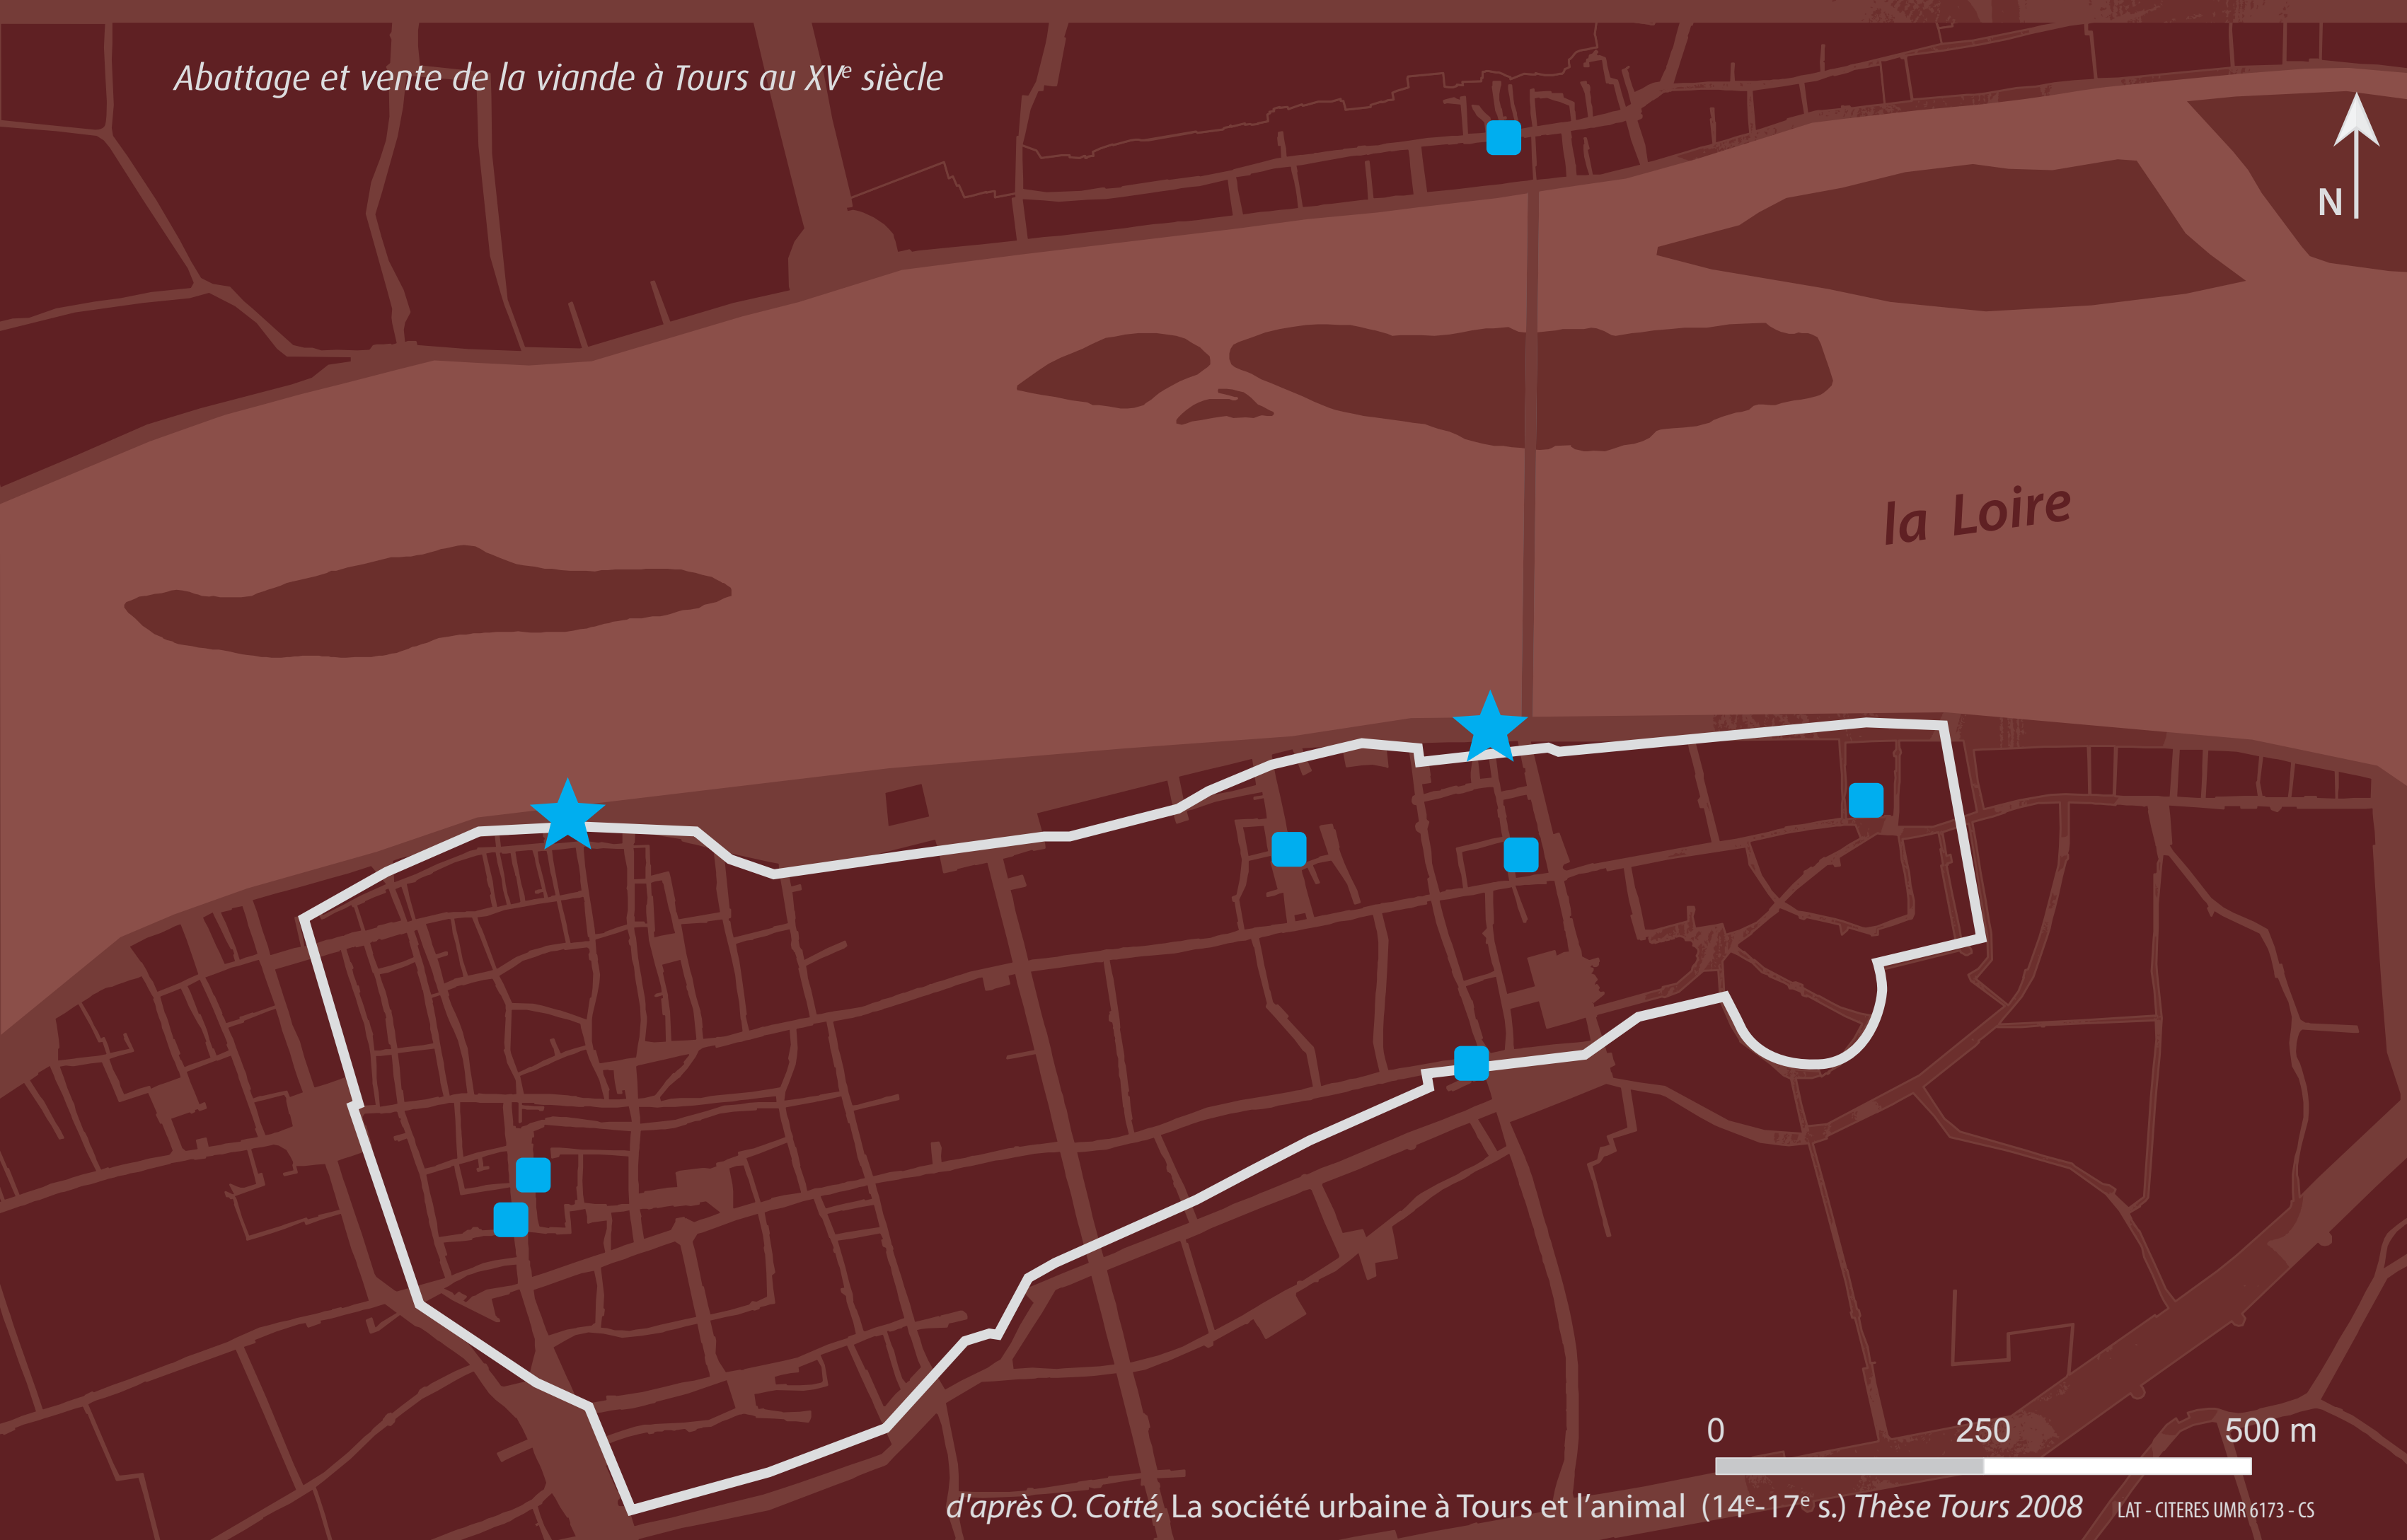 Abattage et vente de la viande à Tours au XVe siècle
N
la Loire
0 250 500 m
d'après O. Cotté, La société urbaine à Tours et l’animal (14e-17e s.) Thèse Tours 2008 LAT - CITERES UMR 6173 - CS